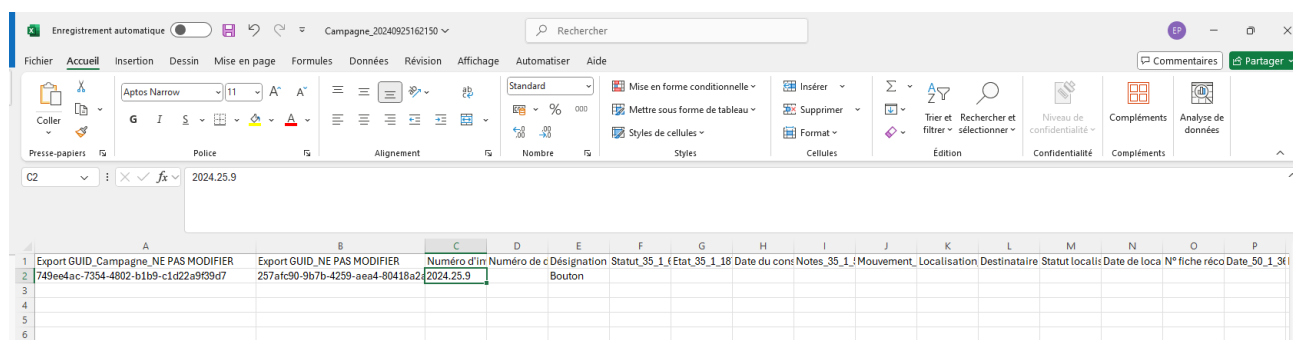 Enregistrement automatique Campagne_20240925162150 Rechercher EP
Fichier Accueil Insertion Dessin Mise en page Formules Données Révision Affichage Automatiser Aide Commentaires Partager
Coller
Aptos Narrow 11 A^ A˅
G I S A
ab
Standard
% 000
Mise en forme conditionnelle
Mettre sous forme de tableau
Styles de cellules
Insérer
Supprimer
Format
Trier et filtrer
Rechercher et sélectionner
Niveau de confidentialité
Compléments
Analyse de données
Presse-papiers Police Alignement Nombre Styles Cellules Édition Confidentialité Compléments
C2 fx 2024.25.9
A B C D E F G H I J K L M N O P
1 Export GUID_Campagne_NE PAS MODIFIER Export GUID_NE PAS MODIFIER Numéro d'in Numéro de d Désignation Statut_35_1_6 Etat_35_1_18 Date du cons Notes_35_1_ Mouvement_ Localisation Destinataire Statut localis Date de loca N° fiche réco Date_50_1_36
2 749ee4ac-7354-4802-b1b9-c1d22a9f39d7 257afc90-9b7b-4259-aea4-80418a2a 2024.25.9 Bouton
3
4
5
6